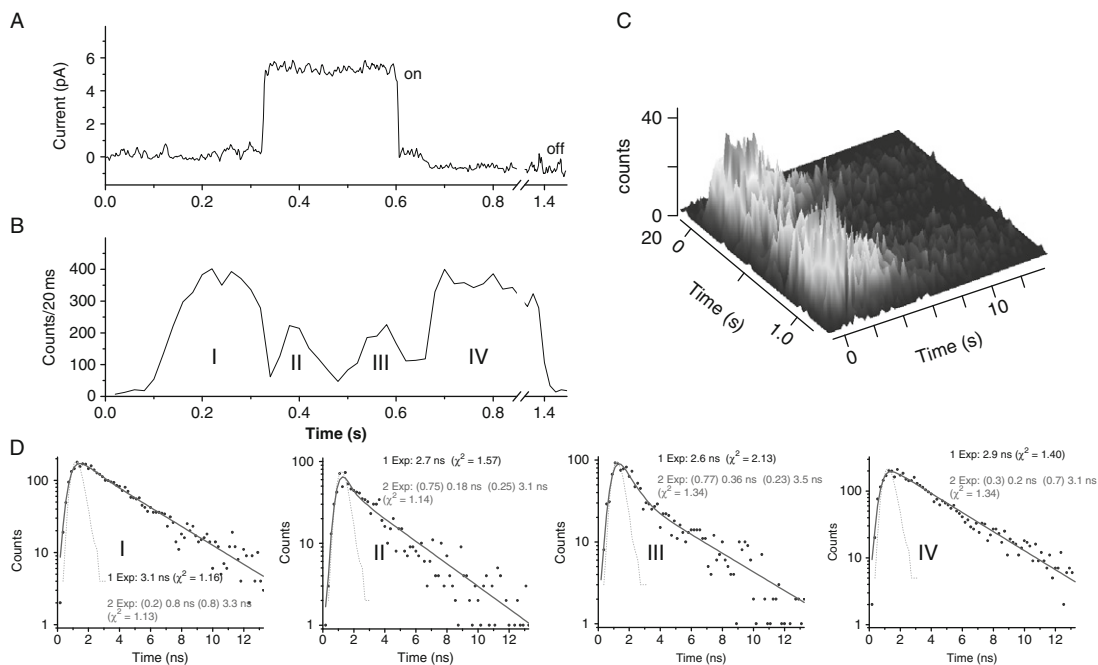 A
Current (pA)
6
4
2
0
on
off
0.0 0.2 0.4 0.6 0.8 1.4
B
Counts/20 ms
400
300
200
100
0
I II III IV
0.0 0.2 0.4 0.6 0.8 1.4
Time (s)
C
counts
40
20
0
0
1.0
Time (s)
0
10
Time (s)
D
Counts
100
10
1
I
1 Exp: 3.1 ns (χ² = 1.16)
2 Exp: (0.2) 0.8 ns (0.8) 3.3 ns
(χ² = 1.13)
0 2 4 6 8 10 12
Time (ns)
Counts
100
10
1
1 Exp: 2.7 ns (χ² = 1.57)
2 Exp: (0.75) 0.18 ns (0.25) 3.1 ns
(χ² = 1.14)
II
0 2 4 6 8 10 12
Time (ns)
Counts
100
10
1
1 Exp: 2.6 ns (χ² = 2.13)
2 Exp: (0.77) 0.36 ns (0.23) 3.5 ns
(χ² = 1.34)
III
0 2 4 6 8 10 12
Time (ns)
Counts
100
10
1
1 Exp: 2.9 ns (χ² = 1.40)
2 Exp: (0.3) 0.2 ns (0.7) 3.1 ns
(χ² = 1.34)
IV
0 2 4 6 8 10 12
Time (ns)